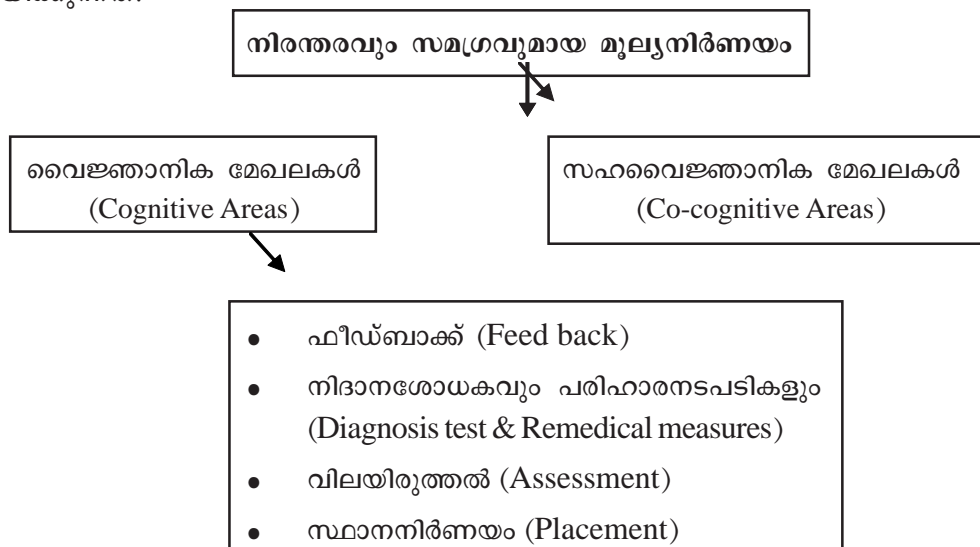 നിരന്തരവും സമഗ്രവുമായ മൂല്യനിർണയം
വൈജ്ഞാനിക മേഖലകൾ
(Cognitive Areas)
സഹവൈജ്ഞാനിക മേഖലകൾ
(Co-cognitive Areas)
• ഫീഡ്ബാക്ക് (Feed back)
• നിദാനശോധകവും പരിഹാരനടപടികളും
(Diagnosis test & Remedical measures)
• വിലയിരുത്തൽ (Assessment)
• സ്ഥാനനിർണയം (Placement)